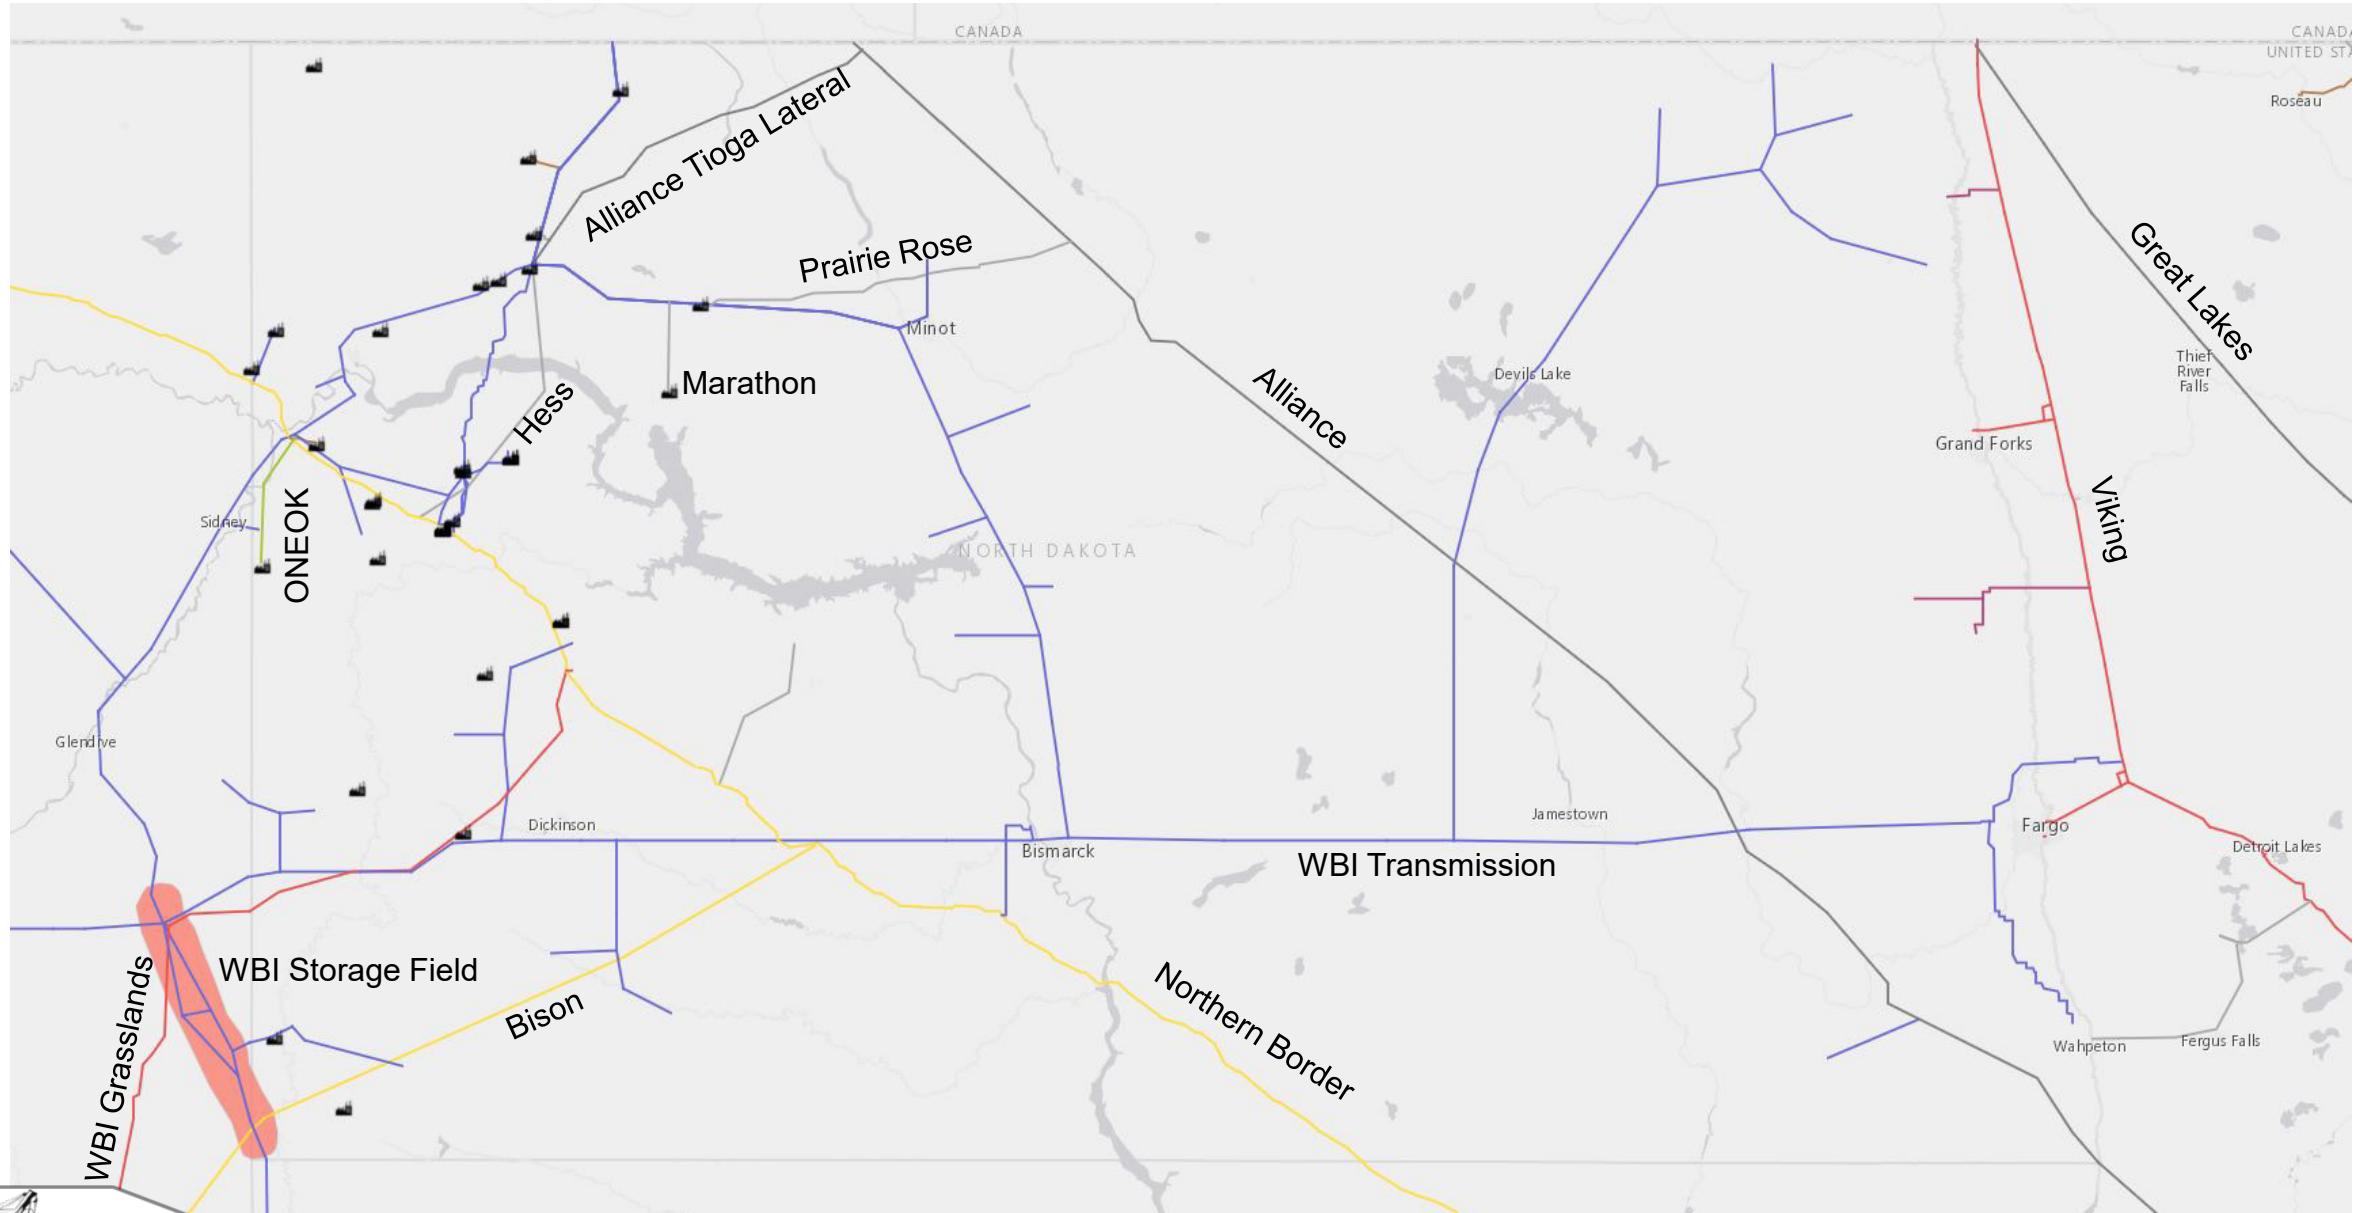 CANADA
CANADA
UNITED ST
Roseau
Alliance Tioga Lateral
Prairie Rose
Great Lakes
Minot
Thief
River
Falls
Devils Lake
Marathon
Hess
Alliance
Grand Forks
Viking
Sidney
ONEOK
NORTH DAKOTA
Glendive
Dickinson
Jamestown
Fargo
Bismarck
Detroit Lakes
WBI Transmission
WBI Storage Field
WBI Grasslands
Bison
Northern Border
Wahpeton
Fergus Falls